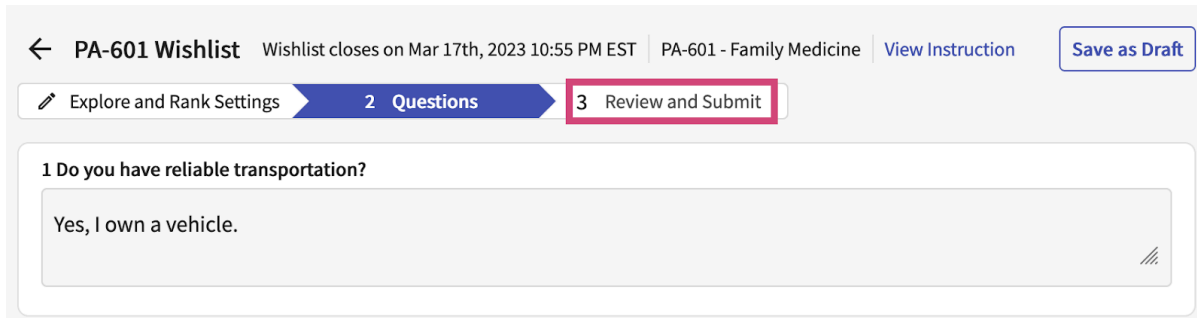 PA-601 Wishlist Wishlist closes on Mar 17th, 2023 10:55 PM EST PA-601 - Family Medicine View Instruction Save as Draft
Explore and Rank Settings 2 Questions 3 Review and Submit
1 Do you have reliable transportation?
Yes, I own a vehicle.